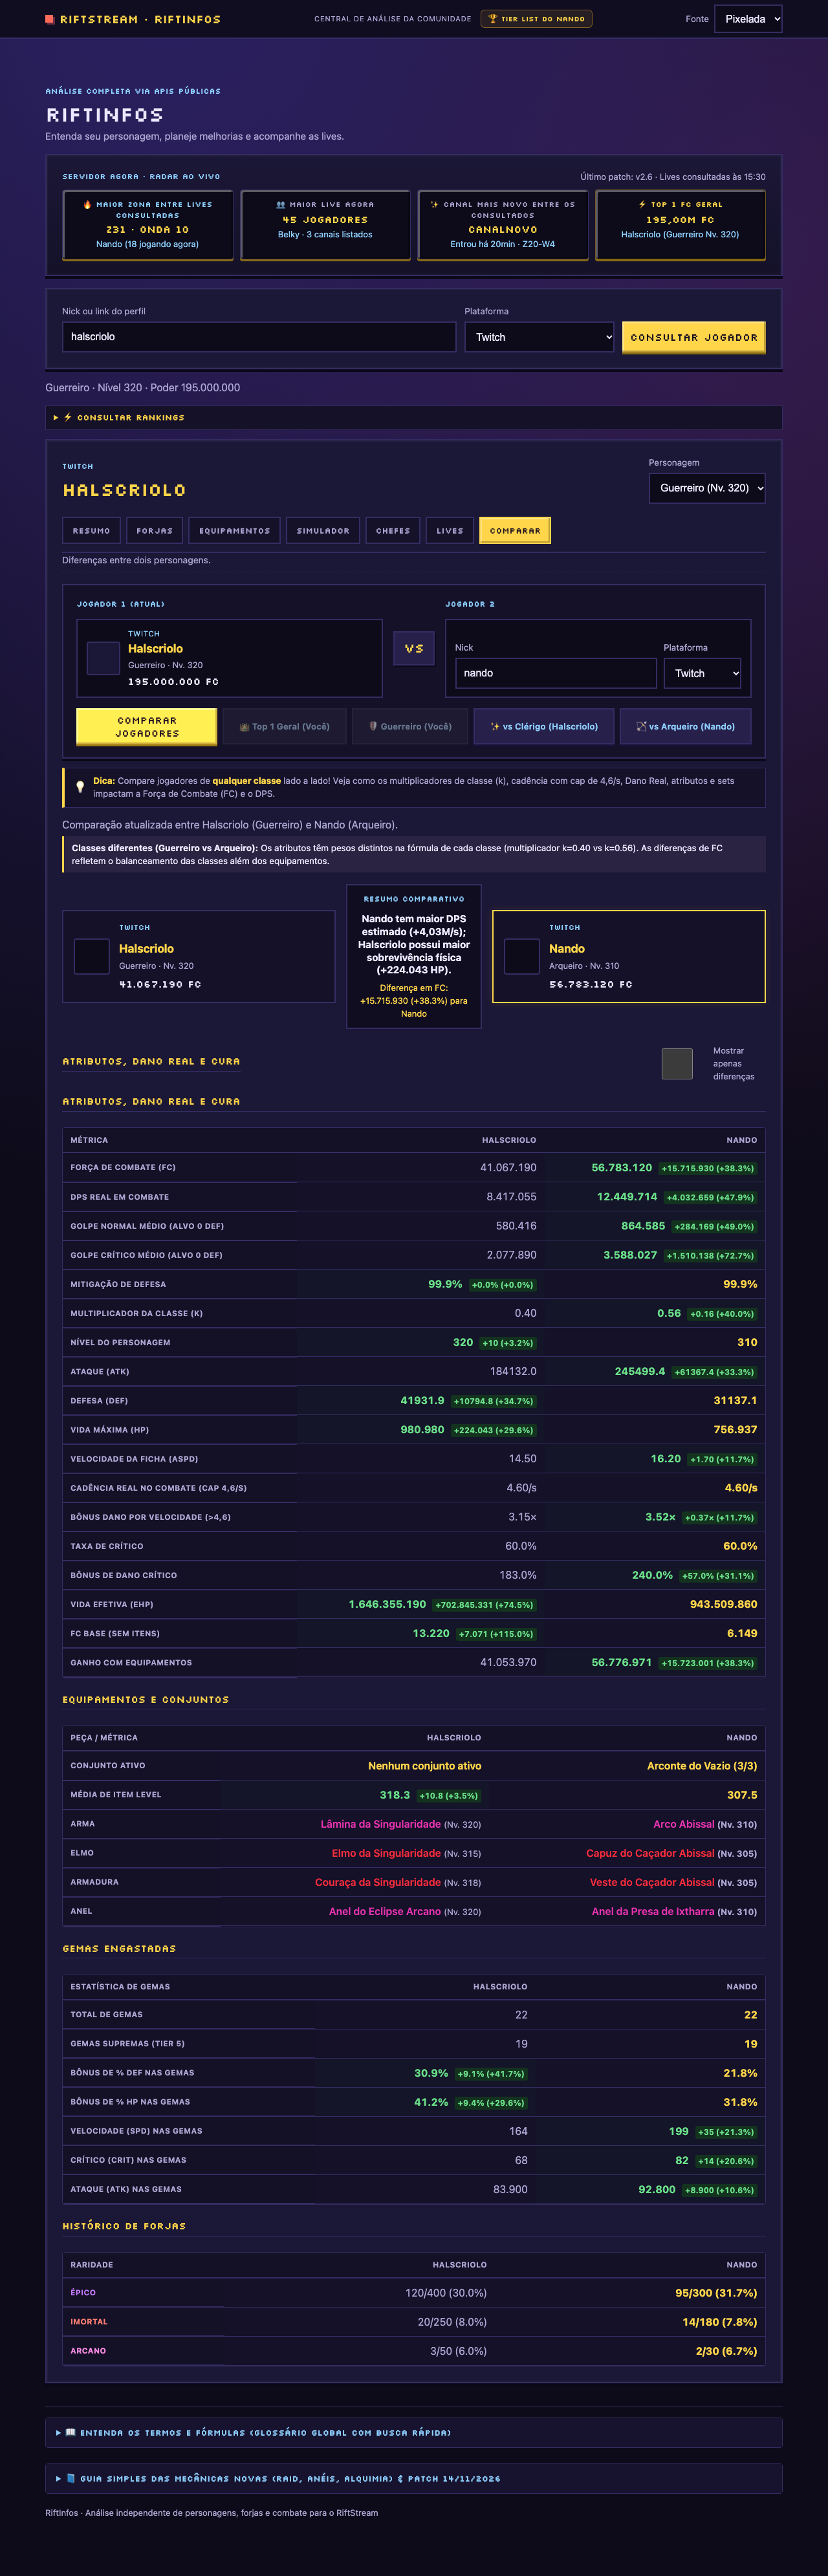 RIFTSTREAM · RIFTINFOS
CENTRAL DE ANÁLISE DA COMUNIDADE
🏆 TIER LIST DO NANDO
Fonte
Pixelada
ANÁLISE COMPLETA VIA APIS PÚBLICAS
RIFTINFOS
Entenda seu personagem, planeje melhorias e acompanhe as lives.
SERVIDOR AGORA · RADAR AO VIVO
Último patch: v2.6 · Lives consultadas às 15:30
🔥 MAIOR ZONA ENTRE LIVES
CONSULTADAS
Z31 · ONDA 10
Nando (18 jogando agora)
👥 MAIOR LIVE AGORA
45 JOGADORES
Belky · 3 canais listados
✨ CANAL MAIS NOVO ENTRE OS
CONSULTADOS
CANALNOVO
Entrou há 20min · Z20-W4
⚡ TOP 1 FC GERAL
195,00M FC
Halscriolo (Guerreiro Nv. 320)
Nick ou link do perfil
halscriolo
Plataforma
Twitch
CONSULTAR JOGADOR
Guerreiro · Nível 320 · Poder 195.000.000
▶ ⚡ CONSULTAR RANKINGS
TWITCH
HALSCRIOLO
Personagem
Guerreiro (Nv. 320)
RESUMO
FORJAS
EQUIPAMENTOS
SIMULADOR
CHEFES
LIVES
COMPARAR
Diferenças entre dois personagens.
JOGADOR 1 (ATUAL)
TWITCH
Halscriolo
Guerreiro · Nv. 320
195.000.000 FC
VS
JOGADOR 2
Nick
nando
Plataforma
Twitch
COMPARAR
JOGADORES
👑 Top 1 Geral (Você)
🛡️ Guerreiro (Você)
✨ vs Clérigo (Halscriolo)
🏹 vs Arqueiro (Nando)
💡 Dica: Compare jogadores de qualquer classe lado a lado! Veja como os multiplicadores de classe (k), cadência com cap de 4,6/s, Dano Real, atributos e sets
impactam a Força de Combate (FC) e o DPS.
Comparação atualizada entre Halscriolo (Guerreiro) e Nando (Arqueiro).
Classes diferentes (Guerreiro vs Arqueiro): Os atributos têm pesos distintos na fórmula de cada classe (multiplicador k=0.40 vs k=0.56). As diferenças de FC
refletem o balanceamento das classes além dos equipamentos.
TWITCH
Halscriolo
Guerreiro · Nv. 320
41.067.190 FC
RESUMO COMPARATIVO
Nando tem maior DPS
estimado (+4,03M/s);
Halscriolo possui maior
sobrevivência física
(+224.043 HP).
Diferença em FC:
+15.715.930 (+38.3%) para
Nando
TWITCH
Nando
Arqueiro · Nv. 310
56.783.120 FC
ATRIBUTOS, DANO REAL E CURA
Mostrar
apenas
diferenças
ATRIBUTOS, DANO REAL E CURA
MÉTRICA HALSCRIOLO NANDO
FORÇA DE COMBATE (FC) 41.067.190 56.783.120 +15.715.930 (+38.3%)
DPS REAL EM COMBATE 8.417.055 12.449.714 +4.032.659 (+47.9%)
GOLPE NORMAL MÉDIO (ALVO 0 DEF) 580.416 864.585 +284.169 (+49.0%)
GOLPE CRÍTICO MÉDIO (ALVO 0 DEF) 2.077.890 3.588.027 +1.510.138 (+72.7%)
MITIGAÇÃO DE DEFESA 99.9% +0.0% (+0.0%) 99.9%
MULTIPLICADOR DA CLASSE (K) 0.40 0.56 +0.16 (+40.0%)
NÍVEL DO PERSONAGEM 320 +10 (+3.2%) 310
ATAQUE (ATK) 184132.0 245499.4 +61367.4 (+33.3%)
DEFESA (DEF) 41931.9 +10794.8 (+34.7%) 31137.1
VIDA MÁXIMA (HP) 980.980 +224.043 (+29.6%) 756.937
VELOCIDADE DA FICHA (ASPD) 14.50 16.20 +1.70 (+11.7%)
CADÊNCIA REAL NO COMBATE (CAP 4,6/S) 4.60/s 4.60/s
BÔNUS DANO POR VELOCIDADE (>4,6) 3.15× 3.52× +0.37× (+11.7%)
TAXA DE CRÍTICO 60.0% 60.0%
BÔNUS DE DANO CRÍTICO 183.0% 240.0% +57.0% (+31.1%)
VIDA EFETIVA (EHP) 1.646.355.190 +702.845.331 (+74.5%) 943.509.860
FC BASE (SEM ITENS) 13.220 +7.071 (+115.0%) 6.149
GANHO COM EQUIPAMENTOS 41.053.970 56.776.971 +15.723.001 (+38.3%)
EQUIPAMENTOS E CONJUNTOS
PEÇA / MÉTRICA HALSCRIOLO NANDO
CONJUNTO ATIVO Nenhum conjunto ativo Arconte do Vazio (3/3)
MÉDIA DE ITEM LEVEL 318.3 +10.8 (+3.5%) 307.5
ARMA Lâmina da Singularidade (Nv. 320) Arco Abissal (Nv. 310)
ELMO Elmo da Singularidade (Nv. 315) Capuz do Caçador Abissal (Nv. 305)
ARMADURA Couraça da Singularidade (Nv. 318) Veste do Caçador Abissal (Nv. 305)
ANEL Anel do Eclipse Arcano (Nv. 320) Anel da Presa de Ixtharra (Nv. 310)
GEMAS ENGASTADAS
ESTATÍSTICA DE GEMAS HALSCRIOLO NANDO
TOTAL DE GEMAS 22 22
GEMAS SUPREMAS (TIER 5) 19 19
BÔNUS DE % DEF NAS GEMAS 30.9% +9.1% (+41.7%) 21.8%
BÔNUS DE % HP NAS GEMAS 41.2% +9.4% (+29.6%) 31.8%
VELOCIDADE (SPD) NAS GEMAS 164 199 +35 (+21.3%)
CRÍTICO (CRIT) NAS GEMAS 68 82 +14 (+20.6%)
ATAQUE (ATK) NAS GEMAS 83.900 92.800 +8.900 (+10.6%)
HISTÓRICO DE FORJAS
RARIDADE HALSCRIOLO NANDO
ÉPICO 120/400 (30.0%) 95/300 (31.7%)
IMORTAL 20/250 (8.0%) 14/180 (7.8%)
ARCANO 3/50 (6.0%) 2/30 (6.7%)
▶ 📖 ENTENDA OS TERMOS E FÓRMULAS (GLOSSÁRIO GLOBAL COM BUSCA RÁPIDA)
▶ 📘 GUIA SIMPLES DAS MECÂNICAS NOVAS (RAID, ANÉIS, ALQUIMIA) & PATCH 14/11/2026
RiftInfos · Análise independente de personagens, forjas e combate para o RiftStream